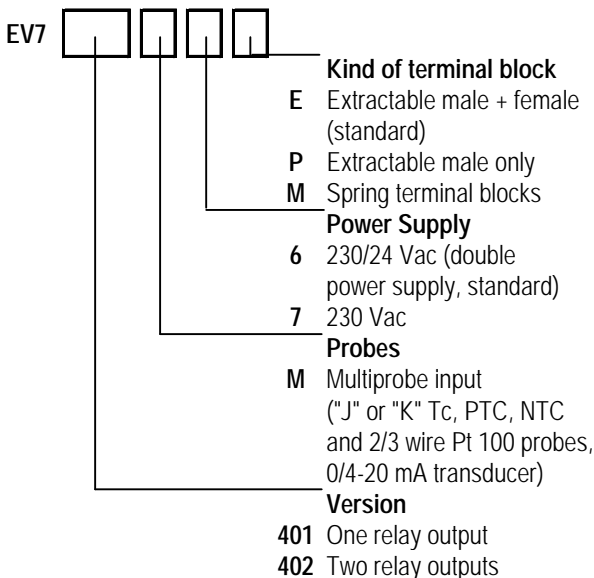 EV7
Kind of terminal block
E Extractable male + female
(standard)
P Extractable male only
M Spring terminal blocks
Power Supply
6 230/24 Vac (double
power supply, standard)
7 230 Vac
Probes
M Multiprobe input
("J" or "K" Tc, PTC, NTC
and 2/3 wire Pt 100 probes,
0/4-20 mA transducer)
Version
401 One relay output
402 Two relay outputs